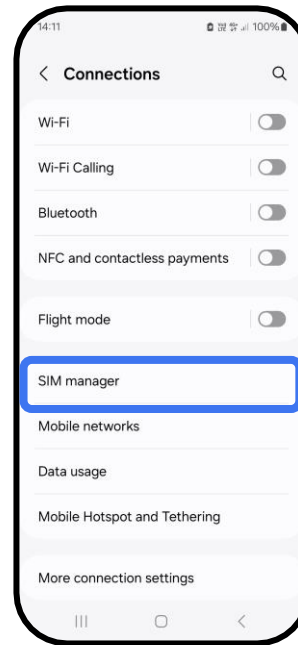 14:11
100%
Connections
Wi-Fi
Wi-Fi Calling
Bluetooth
NFC and contactless payments
Flight mode
SIM manager
Mobile networks
Data usage
Mobile Hotspot and Tethering
More connection settings